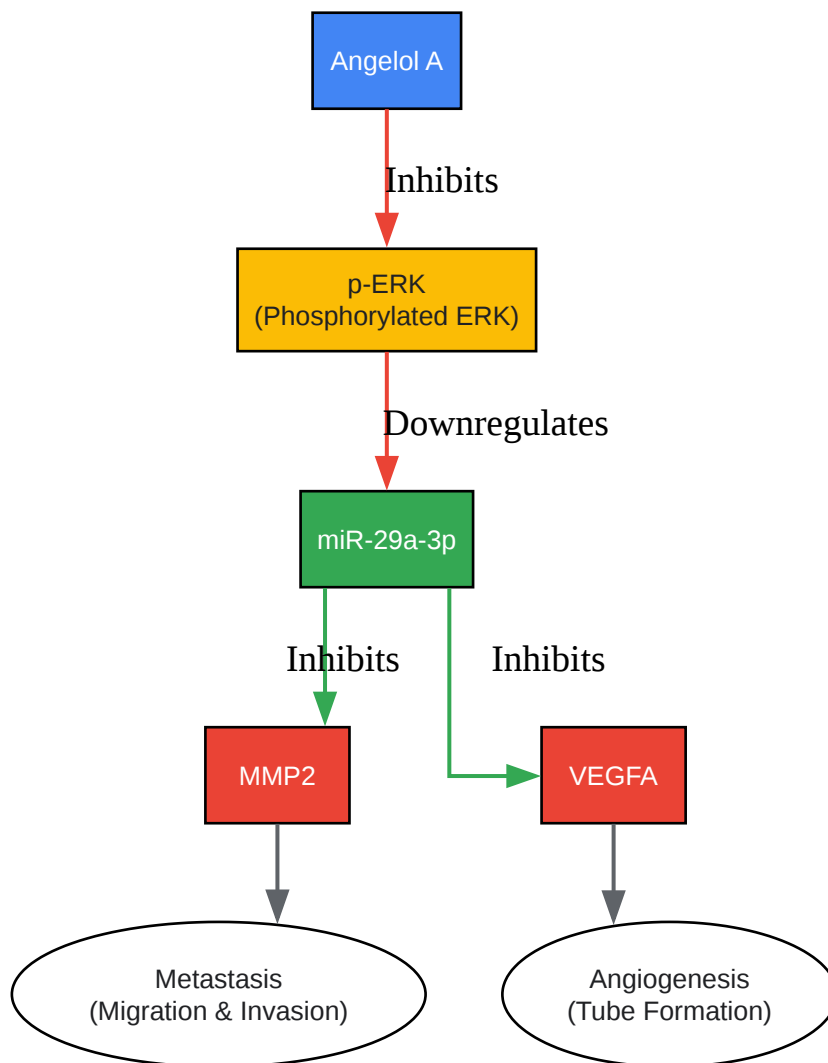 Angelol A
Inhibits
p-ERK
(Phosphorylated ERK)
Downregulates
miR-29a-3p
Inhibits
Inhibits
MMP2
VEGFA
Metastasis
(Migration & Invasion)
Angiogenesis
(Tube Formation)